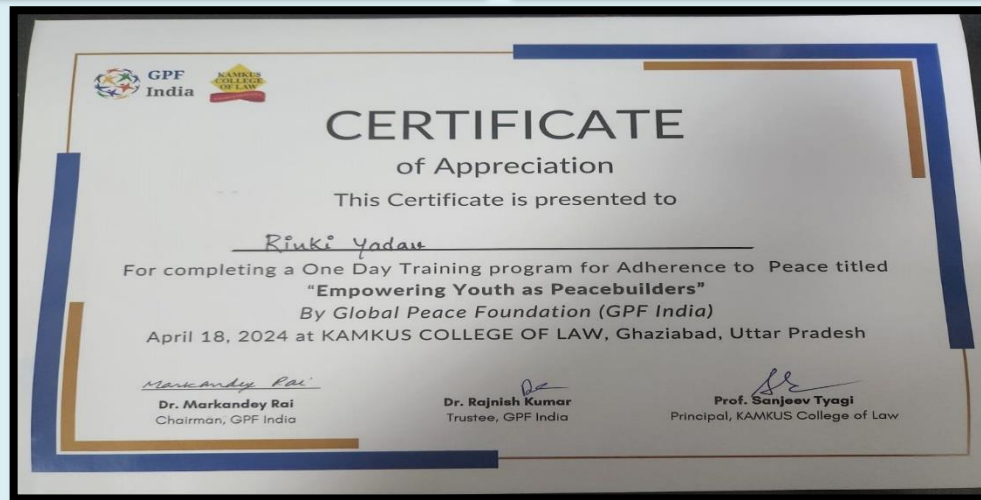 GPF
India
KAMKUS
COLLEGE
OF LAW
CERTIFICATE
of Appreciation
This Certificate is presented to
Rinki Yadav
For completing a One Day Training program for Adherence to Peace titled
"Empowering Youth as Peacebuilders"
By Global Peace Foundation (GPF India)
April 18, 2024 at KAMKUS COLLEGE OF LAW, Ghaziabad, Uttar Pradesh
Markandey Rai
Dr. Markandey Rai
Chairman, GPF India
Dr. Rajnish Kumar
Trustee, GPF India
Prof. Sanjeev Tyagi
Principal, KAMKUS College of Law